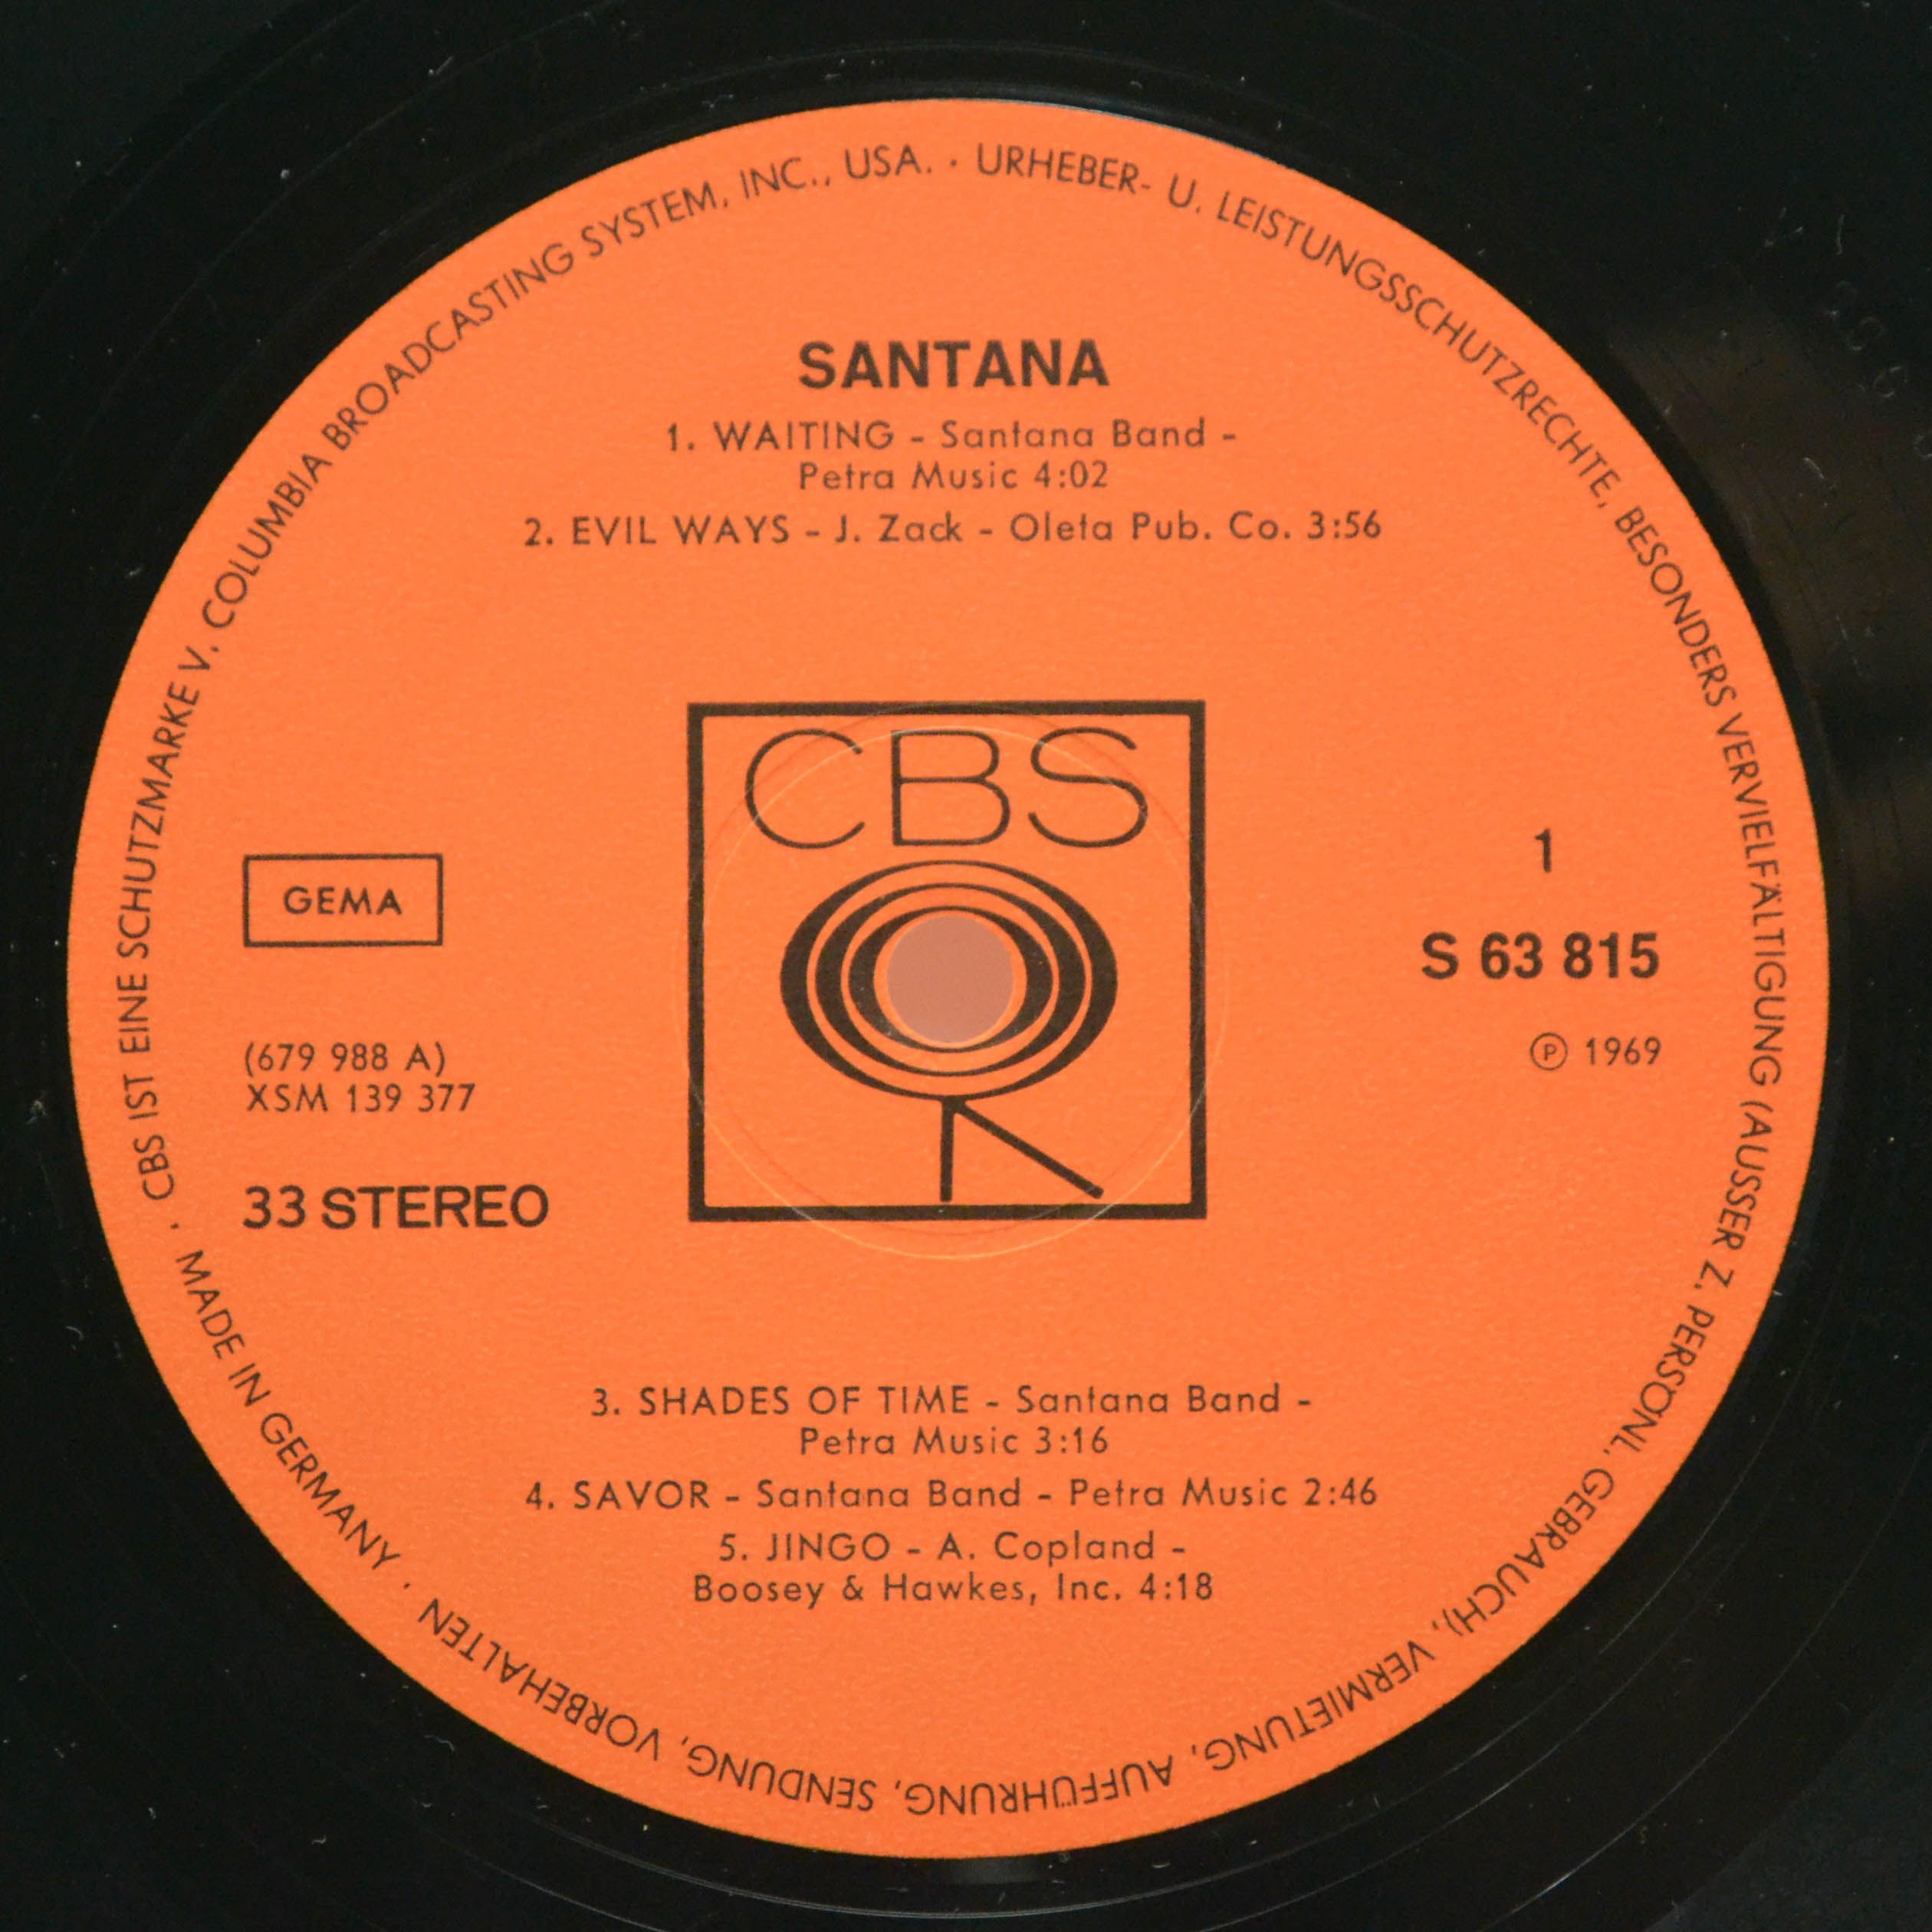 CBS IST EINE SCHUTZMARKE V. COLUMBIA BROADCASTING SYSTEM, INC., USA. · URHEBER- U. LEISTUNGSSCHUTZRECHTE, BESONDERS VERVIELFÄLTIGUNG (AUSSER Z. PERSÖNL. GEBRAUCH), VERMIETUNG, AUFFÜHRUNG, SENDUNG, VORBEHALTEN · MADE IN GERMANY ·
SANTANA
1. WAITING - Santana Band -
Petra Music 4:02
2. EVIL WAYS - J. Zack - Oleta Pub. Co. 3:56
CBS
GEMA
1
S 63 815
(679 988 A)
℗ 1969
XSM 139 377
33 STEREO
3. SHADES OF TIME - Santana Band -
Petra Music 3:16
4. SAVOR - Santana Band - Petra Music 2:46
5. JINGO - A. Copland -
Boosey & Hawkes, Inc. 4:18